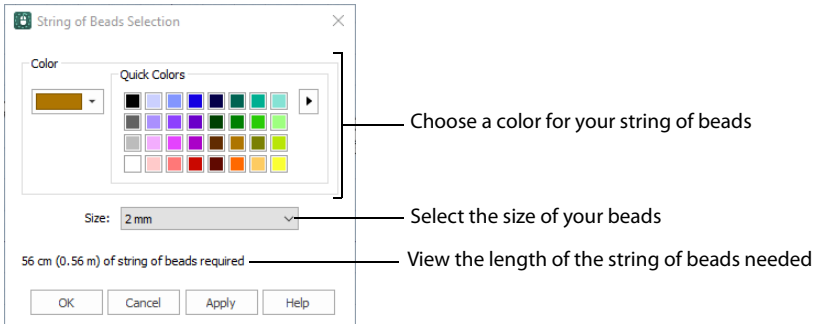 String of Beads Selection
Color
Quick Colors
Choose a color for your string of beads
Size:
2 mm
Select the size of your beads
56 cm (0.56 m) of string of beads required
View the length of the string of beads needed
OK
Cancel
Apply
Help